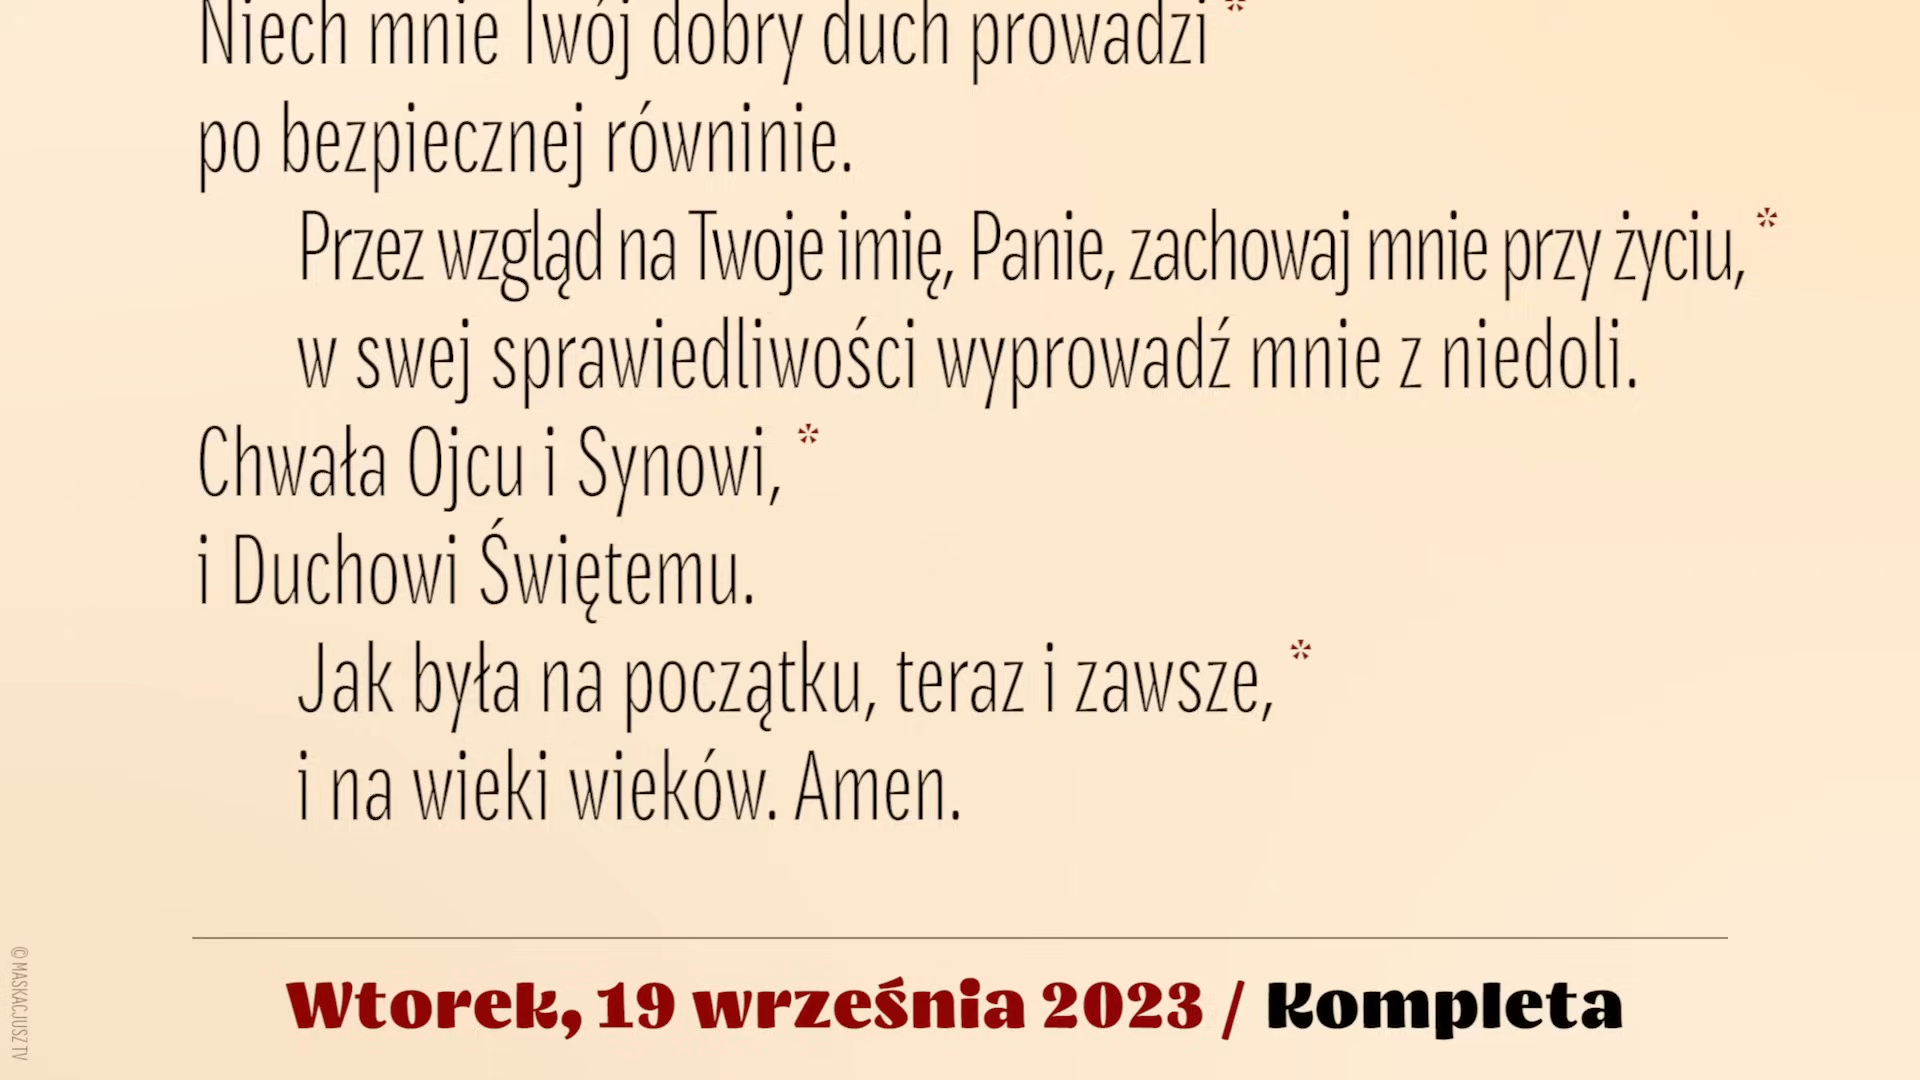 Niech mnie Twój dobry duch prowadzi *
po bezpiecznej równinie.
Przez wzgląd na Twoje imię, Panie, zachowaj mnie przy życiu, *
w swej sprawiedliwości wyprowadź mnie z niedoli.
Chwała Ojcu i Synowi, *
i Duchowi Świętemu.
Jak była na początku, teraz i zawsze, *
i na wieki wieków. Amen.
Wtorek, 19 września 2023 / Kompleta
© MASKACJUSZ TV